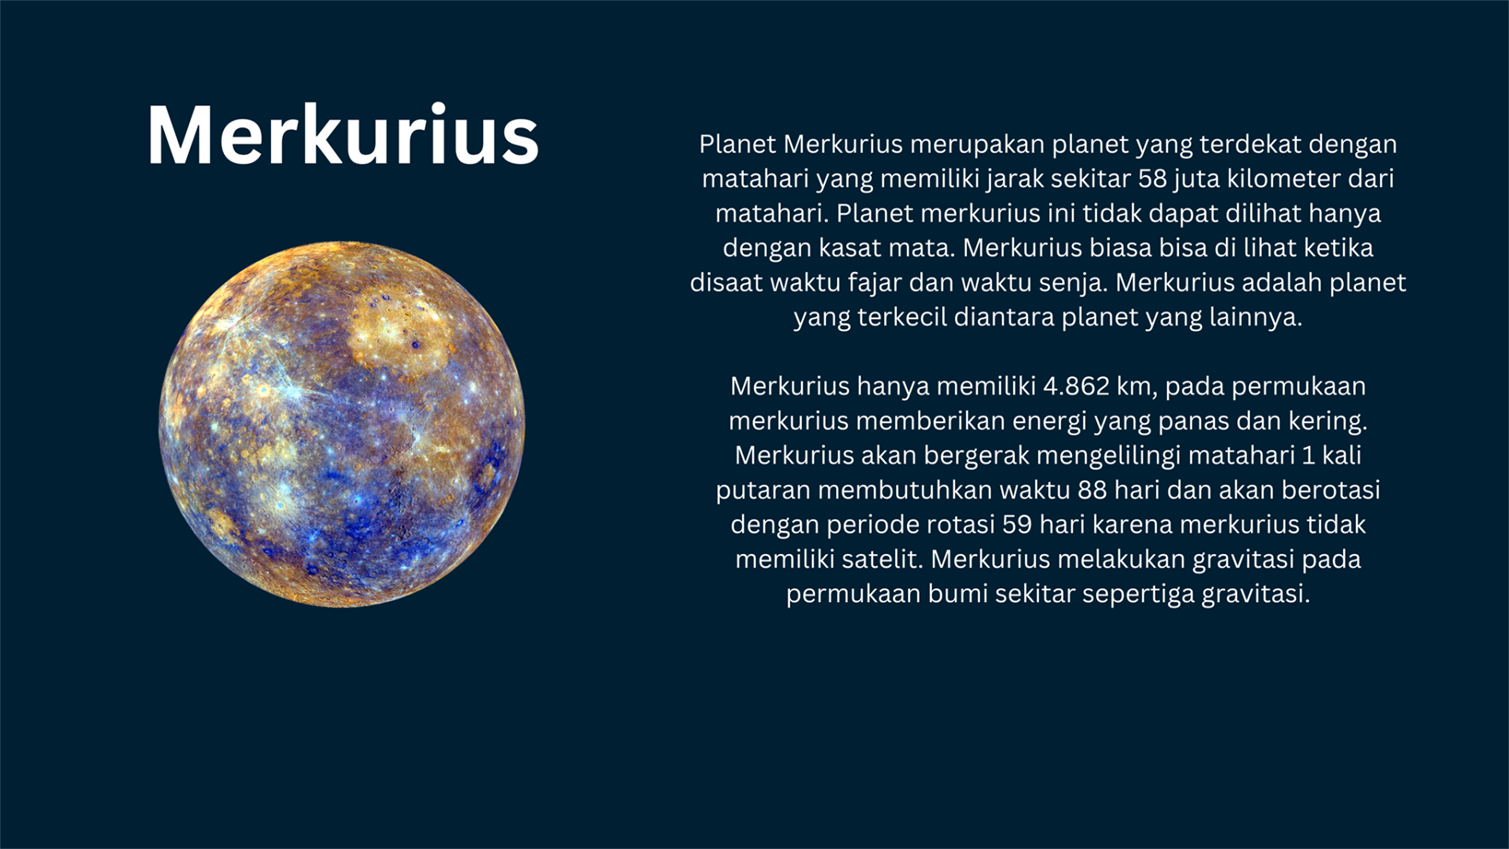 Merkurius
Planet Merkurius merupakan planet yang terdekat dengan
matahari yang memiliki jarak sekitar 58 juta kilometer dari
matahari. Planet merkurius ini tidak dapat dilihat hanya
dengan kasat mata. Merkurius biasa bisa di lihat ketika
disaat waktu fajar dan waktu senja. Merkurius adalah planet
yang terkecil diantara planet yang lainnya.
Merkurius hanya memiliki 4.862 km, pada permukaan
merkurius memberikan energi yang panas dan kering.
Merkurius akan bergerak mengelilingi matahari 1 kali
putaran membutuhkan waktu 88 hari dan akan berotasi
dengan periode rotasi 59 hari karena merkurius tidak
memiliki satelit. Merkurius melakukan gravitasi pada
permukaan bumi sekitar sepertiga gravitasi.